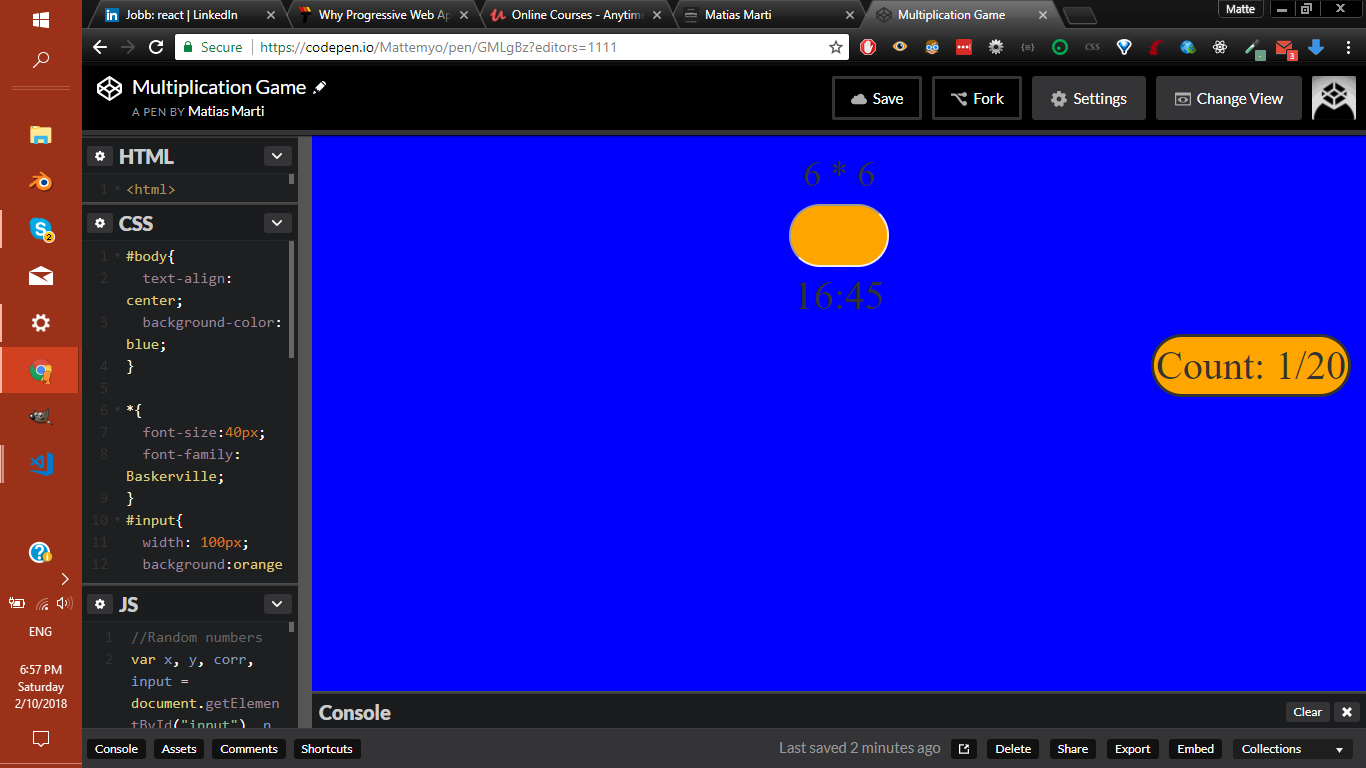 Jobb: react | LinkedIn
Why Progressive Web Ap
Online Courses - Anytime
Matias Marti
Multiplication Game
Matte
Secure
https://codepen.io/Mattemyo/pen/GMLgBz?editors=1111
3
Multiplication Game
A PEN BY Matias Marti
Save
Fork
Settings
Change View
HTML
1 <html>
CSS
1 #body{
2 text-align:
center;
3 background-color:
blue;
4 }
5
6 *{
7 font-size:40px;
8 font-family:
Baskerville;
9 }
10 #input{
11 width: 100px;
12 background:orange
JS
1 //Random numbers
2 var x, y, corr,
input =
document.getElemen
tById("input"), n
6 * 6
16:45
Count: 1/20
Console
Clear
Console
Assets
Comments
Shortcuts
Last saved 2 minutes ago
Delete
Share
Export
Embed
Collections
2
ENG
6:57 PM
Saturday
2/10/2018